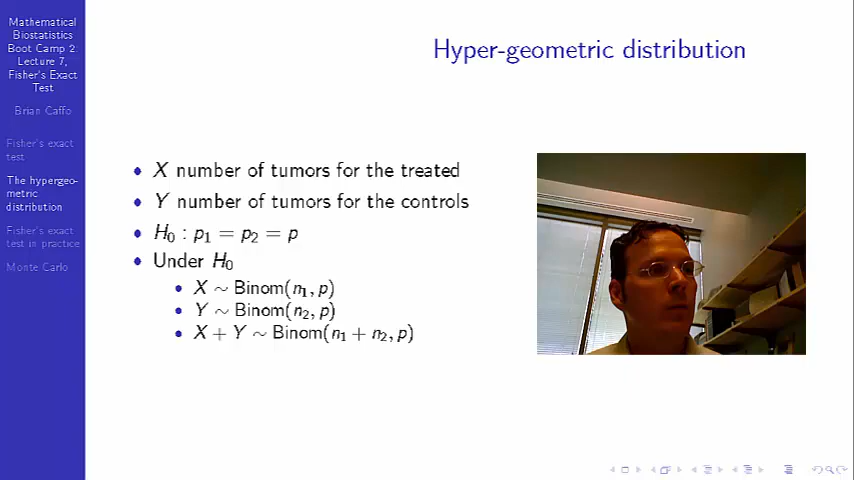 Mathematical
Biostatistics
Boot Camp 2:
Lecture 7,
Fisher's Exact
Test
Brian Caffo
Fisher's exact
test
The hypergeo-
metric
distribution
Fisher's exact
test in practice
Monte Carlo
Hyper-geometric distribution
• X number of tumors for the treated
• Y number of tumors for the controls
• H₀ : p₁ = p₂ = p
• Under H₀
• X ∼ Binom(n₁, p)
• Y ∼ Binom(n₂, p)
• X + Y ∼ Binom(n₁ + n₂, p)